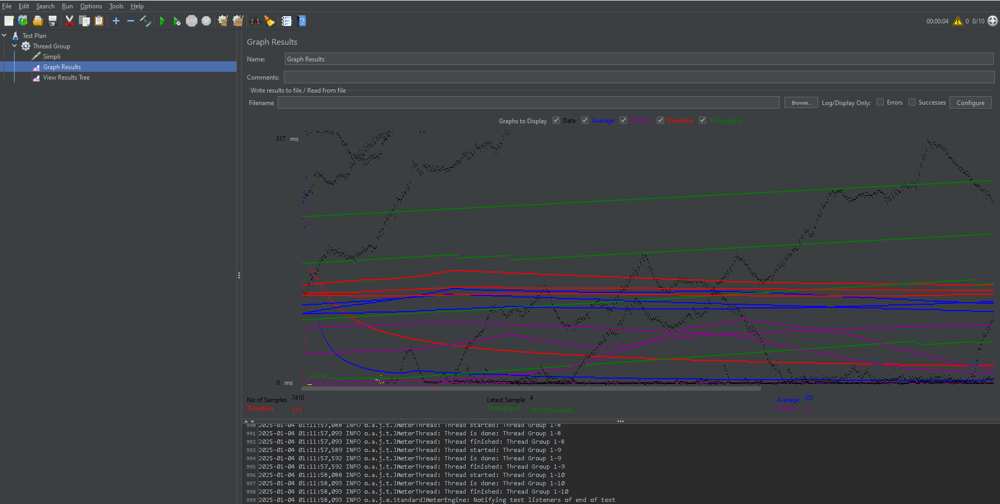 File Edit Search Run Options Tools Help
00:00:04 0 0/10
Test Plan
Thread Group
Simpli
Graph Results
View Results Tree
Graph Results
Name: Graph Results
Comments:
Write results to file / Read from file
Filename Browse... Log/Display Only: Errors Successes Configure
Graphs to Display Data Average Median Deviation Throughput
317 ms
0 ms
No of Samples 7410 Latest Sample 4 Average 105
Deviation 113 Throughput 242,397/minute Median
990 2025-01-04 01:11:57,088 INFO o.a.j.t.JMeterThread: Thread started: Thread Group 1-8
991 2025-01-04 01:11:57,093 INFO o.a.j.t.JMeterThread: Thread is done: Thread Group 1-8
992 2025-01-04 01:11:57,093 INFO o.a.j.t.JMeterThread: Thread finished: Thread Group 1-8
993 2025-01-04 01:11:57,589 INFO o.a.j.t.JMeterThread: Thread started: Thread Group 1-9
994 2025-01-04 01:11:57,592 INFO o.a.j.t.JMeterThread: Thread is done: Thread Group 1-9
995 2025-01-04 01:11:57,592 INFO o.a.j.t.JMeterThread: Thread finished: Thread Group 1-9
996 2025-01-04 01:11:58,088 INFO o.a.j.t.JMeterThread: Thread started: Thread Group 1-10
997 2025-01-04 01:11:58,093 INFO o.a.j.t.JMeterThread: Thread is done: Thread Group 1-10
998 2025-01-04 01:11:58,093 INFO o.a.j.t.JMeterThread: Thread finished: Thread Group 1-10
999 2025-01-04 01:11:58,093 INFO o.a.j.e.StandardJMeterEngine: Notifying test listeners of end of test